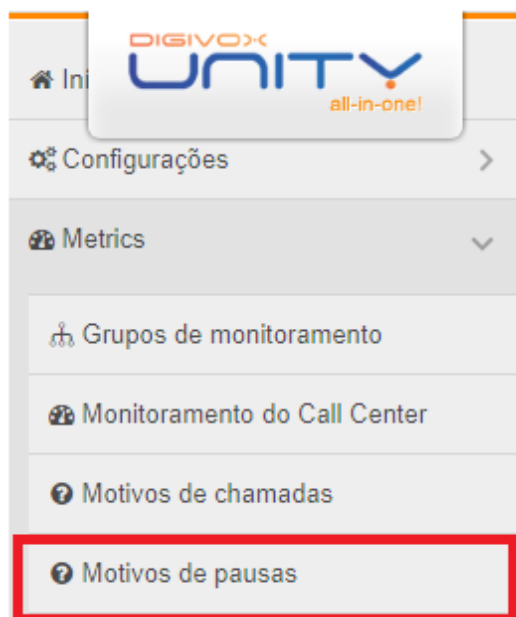 DIGIVOX
UNITY
all-in-one!
Iní
Configurações
Metrics
Grupos de monitoramento
Monitoramento do Call Center
Motivos de chamadas
Motivos de pausas